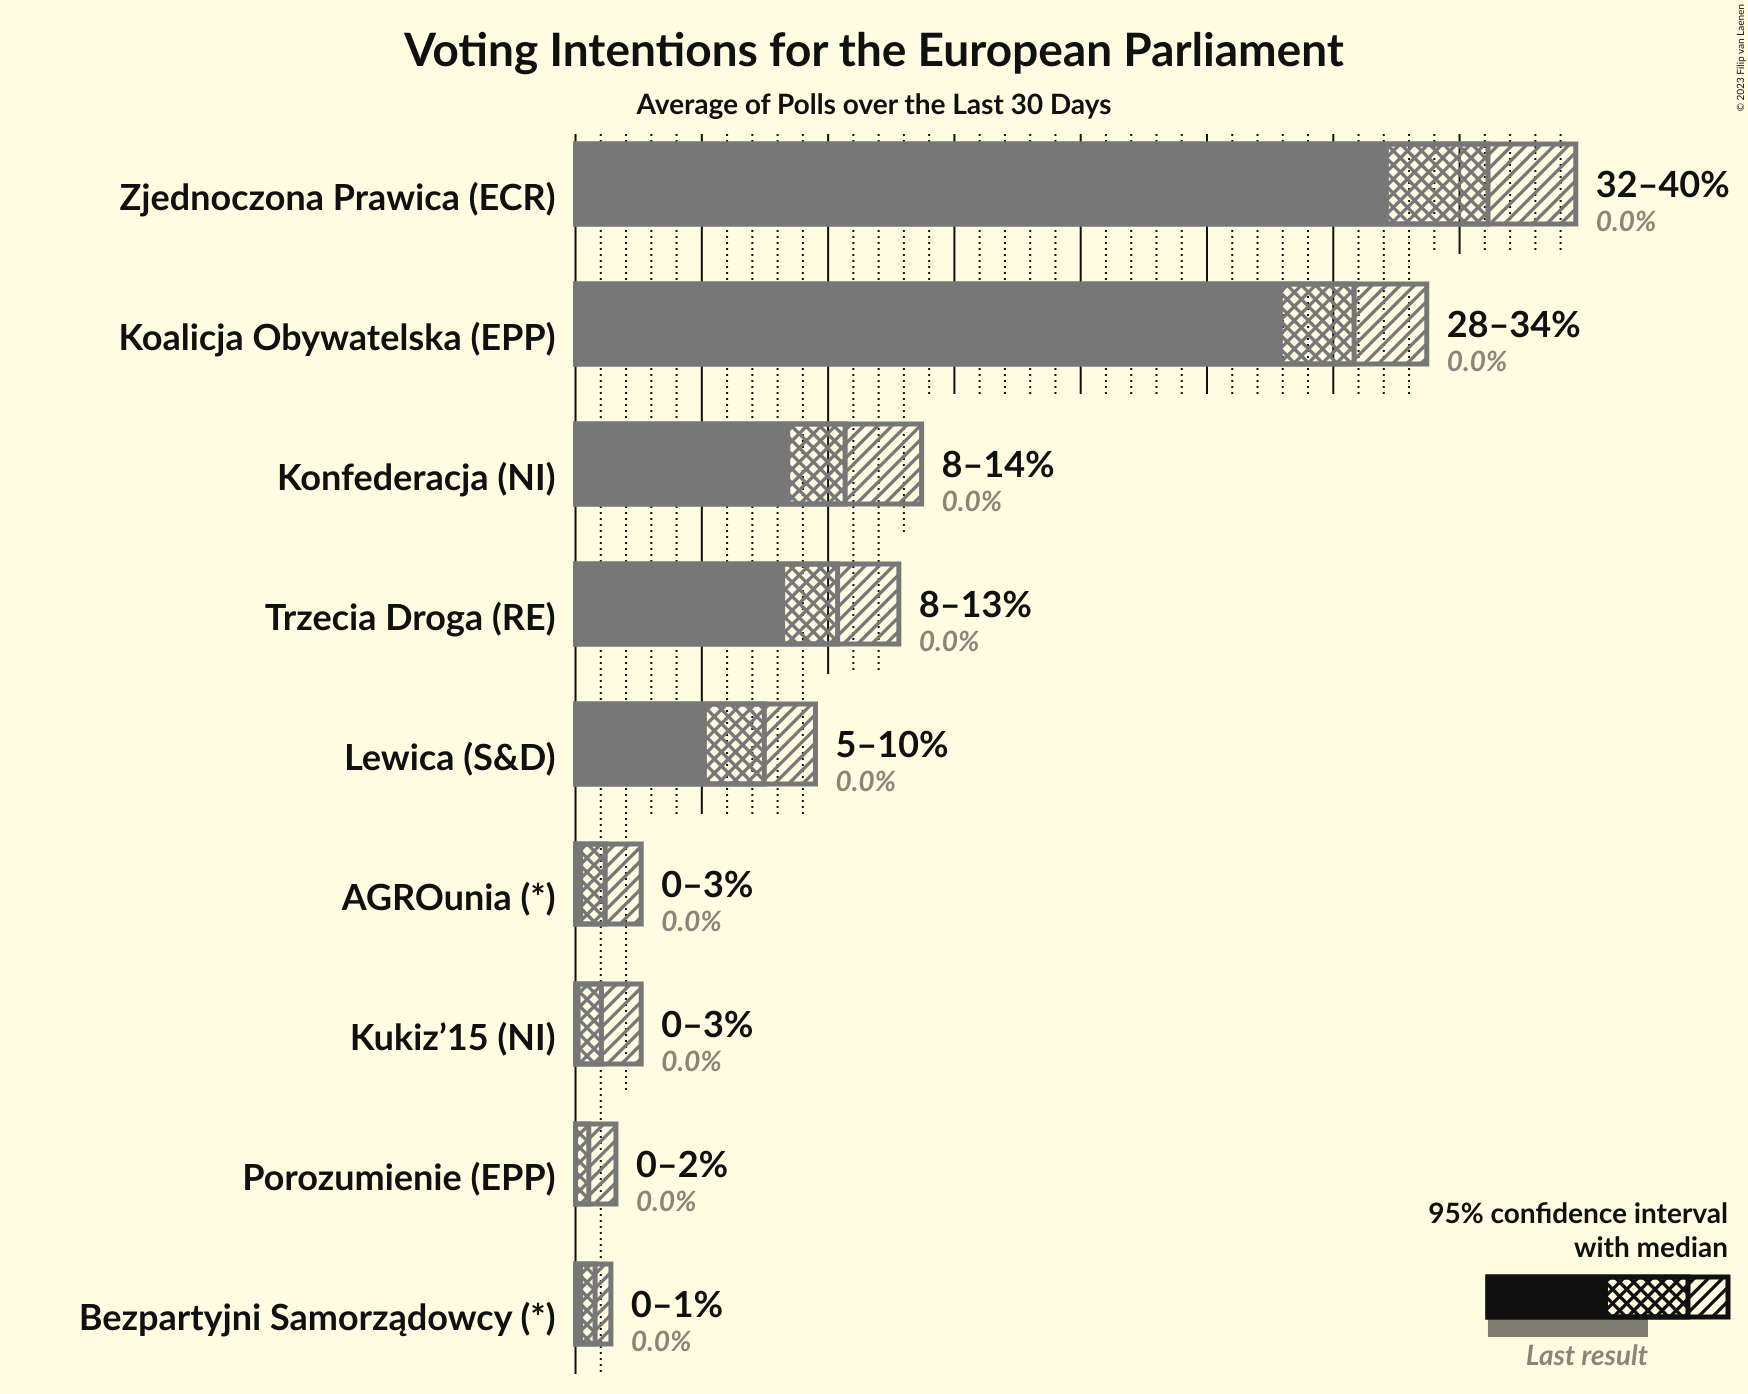 © 2023 Filip van Laenen
Voting Intentions for the European Parliament
Average of Polls over the Last 30 Days
Zjednoczona Prawica (ECR)
32–40%
0.0%
Koalicja Obywatelska (EPP)
28–34%
0.0%
Konfederacja (NI)
8–14%
0.0%
Trzecia Droga (RE)
8–13%
0.0%
Lewica (S&D)
5–10%
0.0%
AGROunia (*)
0–3%
0.0%
Kukiz’15 (NI)
0–3%
0.0%
Porozumienie (EPP)
0–2%
0.0%
Bezpartyjni Samorządowcy (*)
0–1%
0.0%
95% confidence interval
with median
Last result